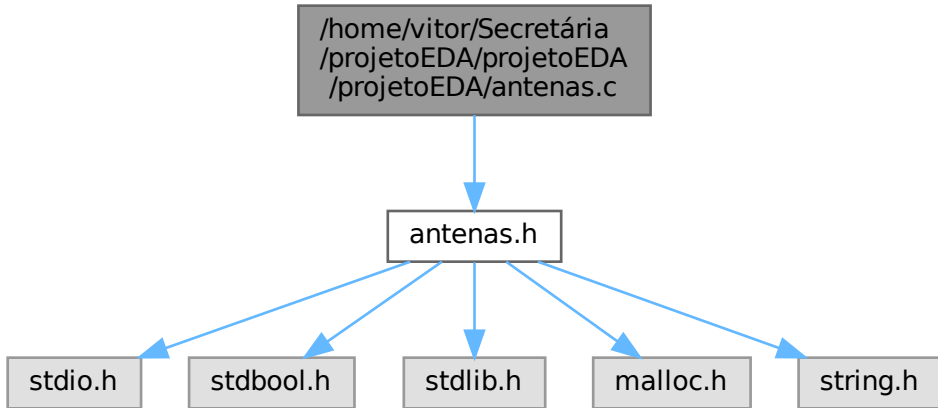 /home/vitor/Secretária
/projetoEDA/projetoEDA
/projetoEDA/antenas.c
antenas.h
stdio.h
stdbool.h
stdlib.h
malloc.h
string.h